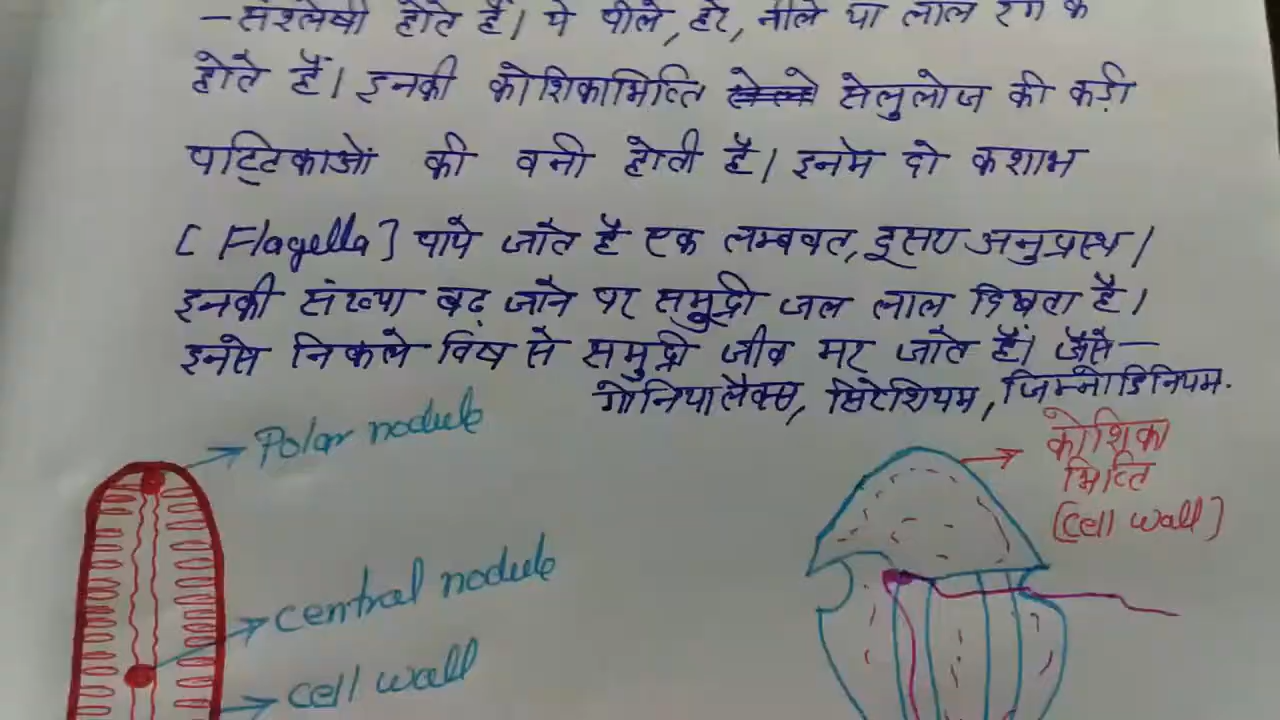 -संश्लेषी होते हैं। ये पीले, हरे, नीले या लाल रंग के
होते हैं। इनकी कोशिकाभित्ति सेलुलोज की कड़ी
पट्टिकाओं की बनी होती है। इनमे दो कशाभ
[Flagella] पाये जाते है एक लम्बवत, दूसरा अनुप्रस्थ।
इनकी संख्या बढ़ जाने पर समुद्री जल लाल दिखता है।
इनसे निकले विष से समुद्री जीव मर जाते हैं। जैसे-
गोनियालैक्स, सिरेशियम, जिम्नोडिनियम.
Polar nodule
कोशिका
भित्ति
(cell wall)
central nodule
cell wall